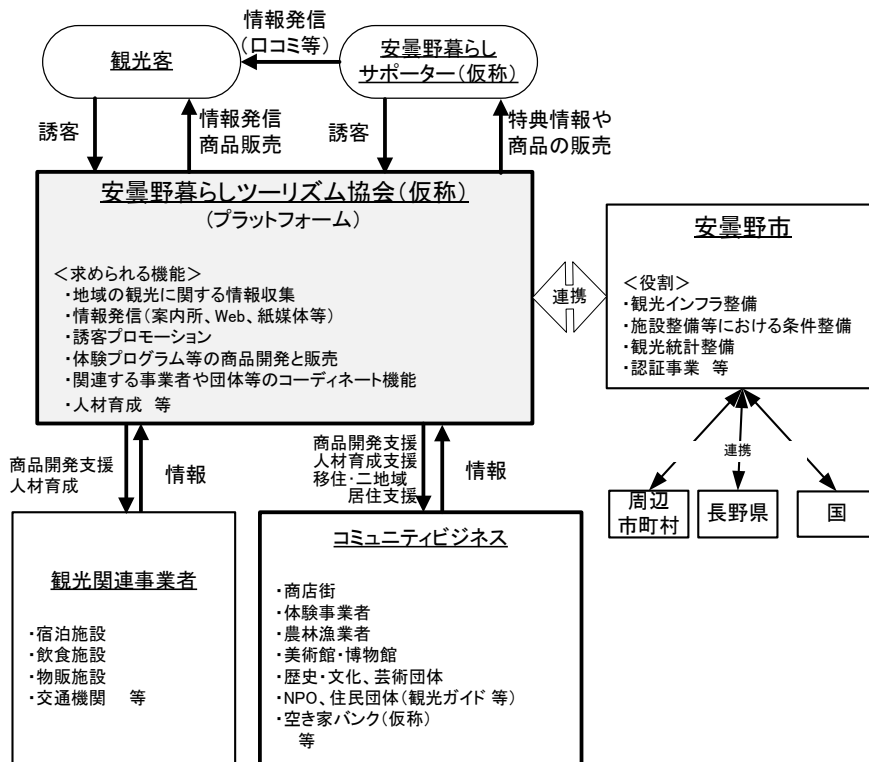 情報発信
(口コミ等)
観光客
安曇野暮らし
サポーター(仮称)
誘客
情報発信
商品販売
誘客
特典情報や
商品の販売
安曇野暮らしツーリズム協会(仮称)
(プラットフォーム)
＜求められる機能＞
・地域の観光に関する情報収集
・情報発信(案内所、Web、紙媒体等)
・誘客プロモーション
・体験プログラム等の商品開発と販売
・関連する事業者や団体等のコーディネート機能
・人材育成 等
連携
安曇野市
＜役割＞
・観光インフラ整備
・施設整備等における条件整備
・観光統計整備
・認証事業 等
商品開発支援
人材育成
情報
商品開発支援
人材育成支援
移住・二地域
居住支援
情報
連携
周辺
市町村
長野県
国
観光関連事業者
・宿泊施設
・飲食施設
・物販施設
・交通機関 等
コミュニティビジネス
・商店街
・体験事業者
・農林漁業者
・美術館・博物館
・歴史・文化、芸術団体
・NPO、住民団体(観光ガイド 等)
・空き家バンク(仮称)
等